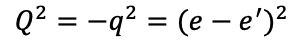 Q² = −q² = (e − e′)²